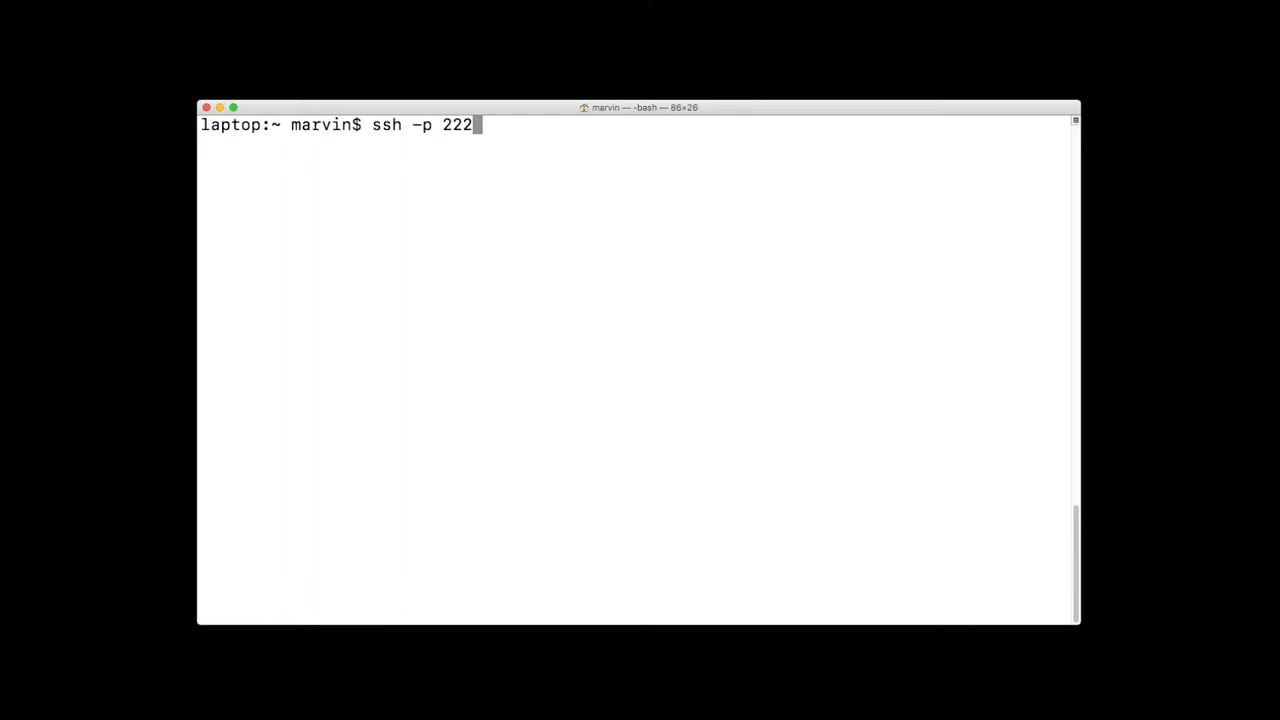 marvin — -bash — 86×26
laptop:~ marvin$ ssh -p 222